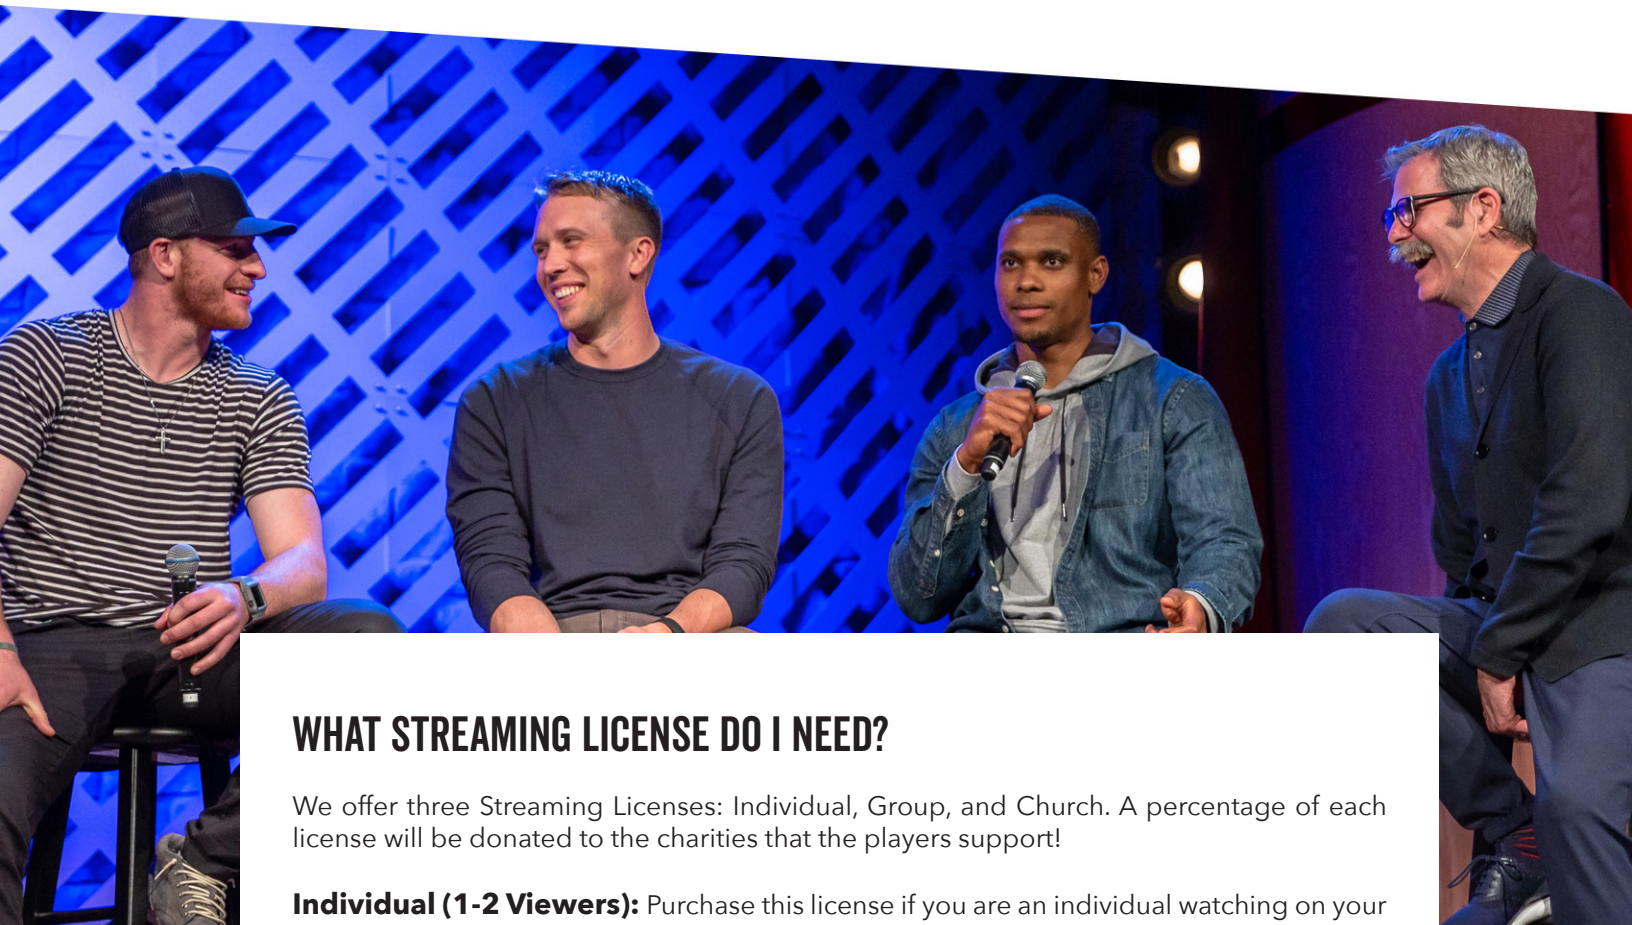 WHAT STREAMING LICENSE DO I NEED?
We offer three Streaming Licenses: Individual, Group, and Church. A percentage of each
license will be donated to the charities that the players support!
Individual (1-2 Viewers): Purchase this license if you are an individual watching on your